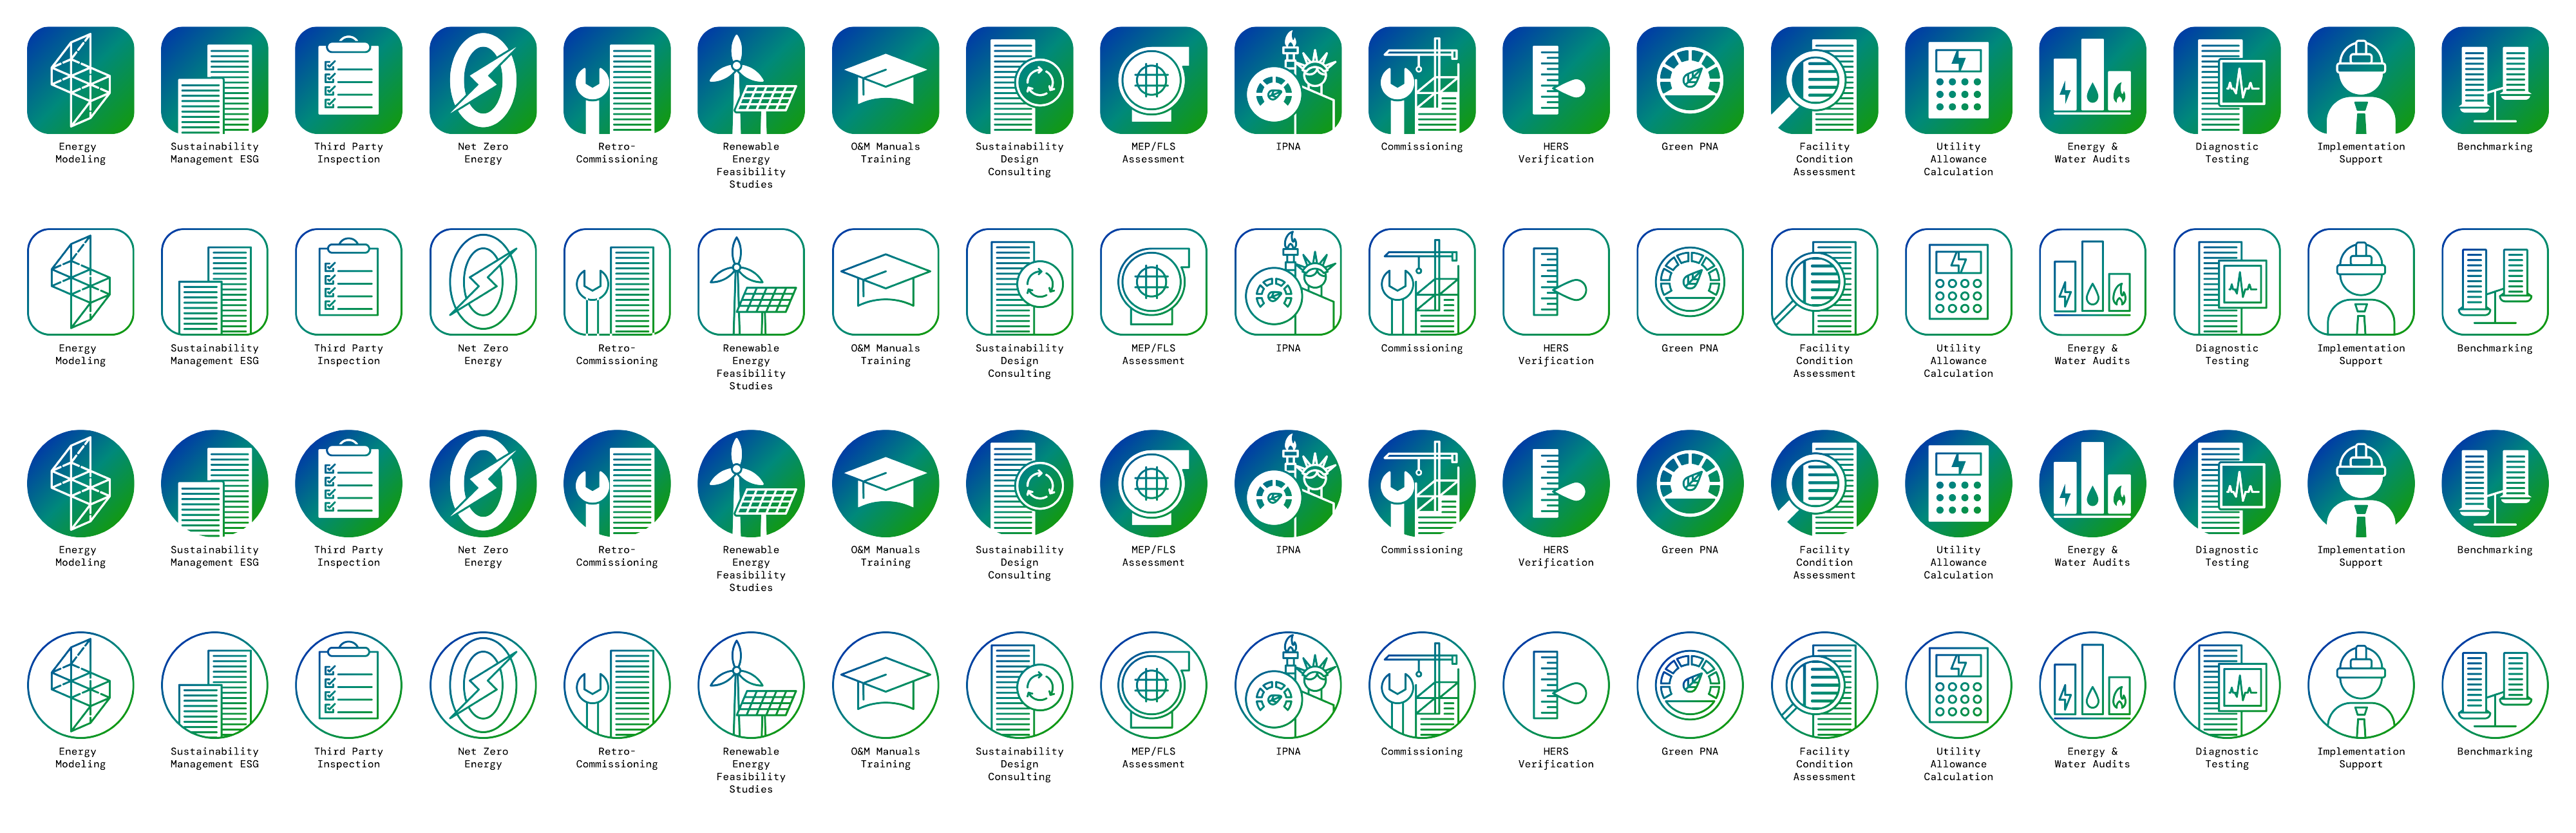 Energy
Modeling
Sustainability
Management ESG
Third Party
Inspection
Net Zero
Energy
Retro-
Commissioning
Renewable
Energy
Feasibility
Studies
O&M Manuals
Training
Sustainability
Design
Consulting
MEP/FLS
Assessment
IPNA
Commissioning
HERS
Verification
Green PNA
Facility
Condition
Assessment
Utility
Allowance
Calculation
Energy &
Water Audits
Diagnostic
Testing
Implementation
Support
Benchmarking
Energy
Modeling
Sustainability
Management ESG
Third Party
Inspection
Net Zero
Energy
Retro-
Commissioning
Renewable
Energy
Feasibility
Studies
O&M Manuals
Training
Sustainability
Design
Consulting
MEP/FLS
Assessment
IPNA
Commissioning
HERS
Verification
Green PNA
Facility
Condition
Assessment
Utility
Allowance
Calculation
Energy &
Water Audits
Diagnostic
Testing
Implementation
Support
Benchmarking
Energy
Modeling
Sustainability
Management ESG
Third Party
Inspection
Net Zero
Energy
Retro-
Commissioning
Renewable
Energy
Feasibility
Studies
O&M Manuals
Training
Sustainability
Design
Consulting
MEP/FLS
Assessment
IPNA
Commissioning
HERS
Verification
Green PNA
Facility
Condition
Assessment
Utility
Allowance
Calculation
Energy &
Water Audits
Diagnostic
Testing
Implementation
Support
Benchmarking
Energy
Modeling
Sustainability
Management ESG
Third Party
Inspection
Net Zero
Energy
Retro-
Commissioning
Renewable
Energy
Feasibility
Studies
O&M Manuals
Training
Sustainability
Design
Consulting
MEP/FLS
Assessment
IPNA
Commissioning
HERS
Verification
Green PNA
Facility
Condition
Assessment
Utility
Allowance
Calculation
Energy &
Water Audits
Diagnostic
Testing
Implementation
Support
Benchmarking